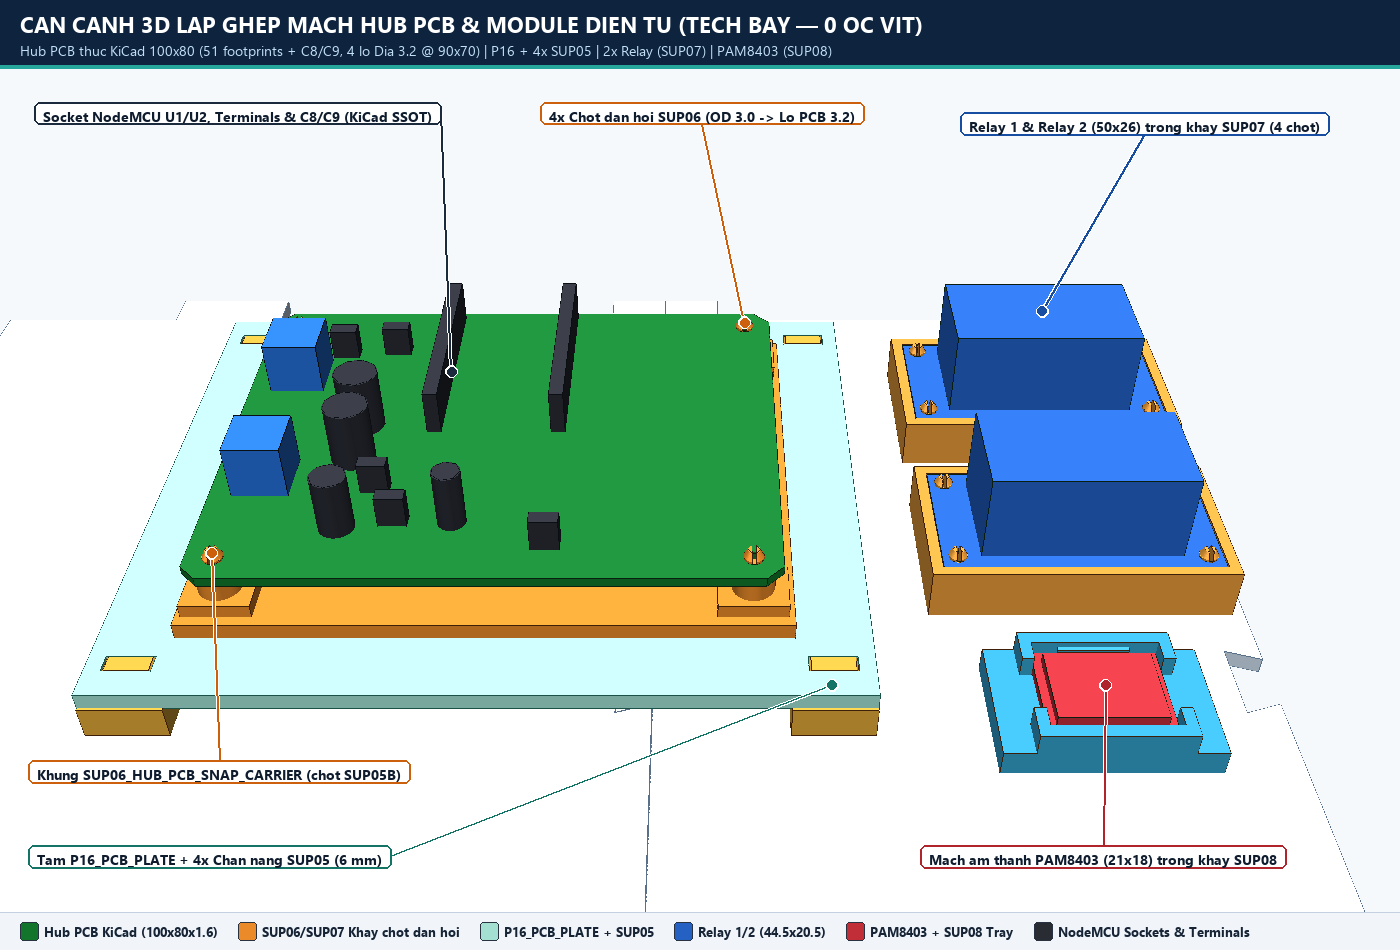 CAN CANH 3D LAP GHEP MACH HUB PCB & MODULE DIEN TU (TECH BAY — 0 OC VIT)
Hub PCB thuc KiCad 100x80 (51 footprints + C8/C9, 4 lo Dia 3.2 @ 90x70) | P16 + 4x SUP05 | 2x Relay (SUP07) | PAM8403 (SUP08)
Socket NodeMCU U1/U2, Terminals & C8/C9 (KiCad SSOT)
4x Chot dan hoi SUP06 (OD 3.0 -> Lo PCB 3.2)
Relay 1 & Relay 2 (50x26) trong khay SUP07 (4 chot)
Khung SUP06_HUB_PCB_SNAP_CARRIER (chot SUP05B)
Tam P16_PCB_PLATE + 4x Chan nang SUP05 (6 mm)
Mach am thanh PAM8403 (21x18) trong khay SUP08
Hub PCB KiCad (100x80x1.6)
SUP06/SUP07 Khay chot dan hoi
P16_PCB_PLATE + SUP05
Relay 1/2 (44.5x20.5)
PAM8403 + SUP08 Tray
NodeMCU Sockets & Terminals